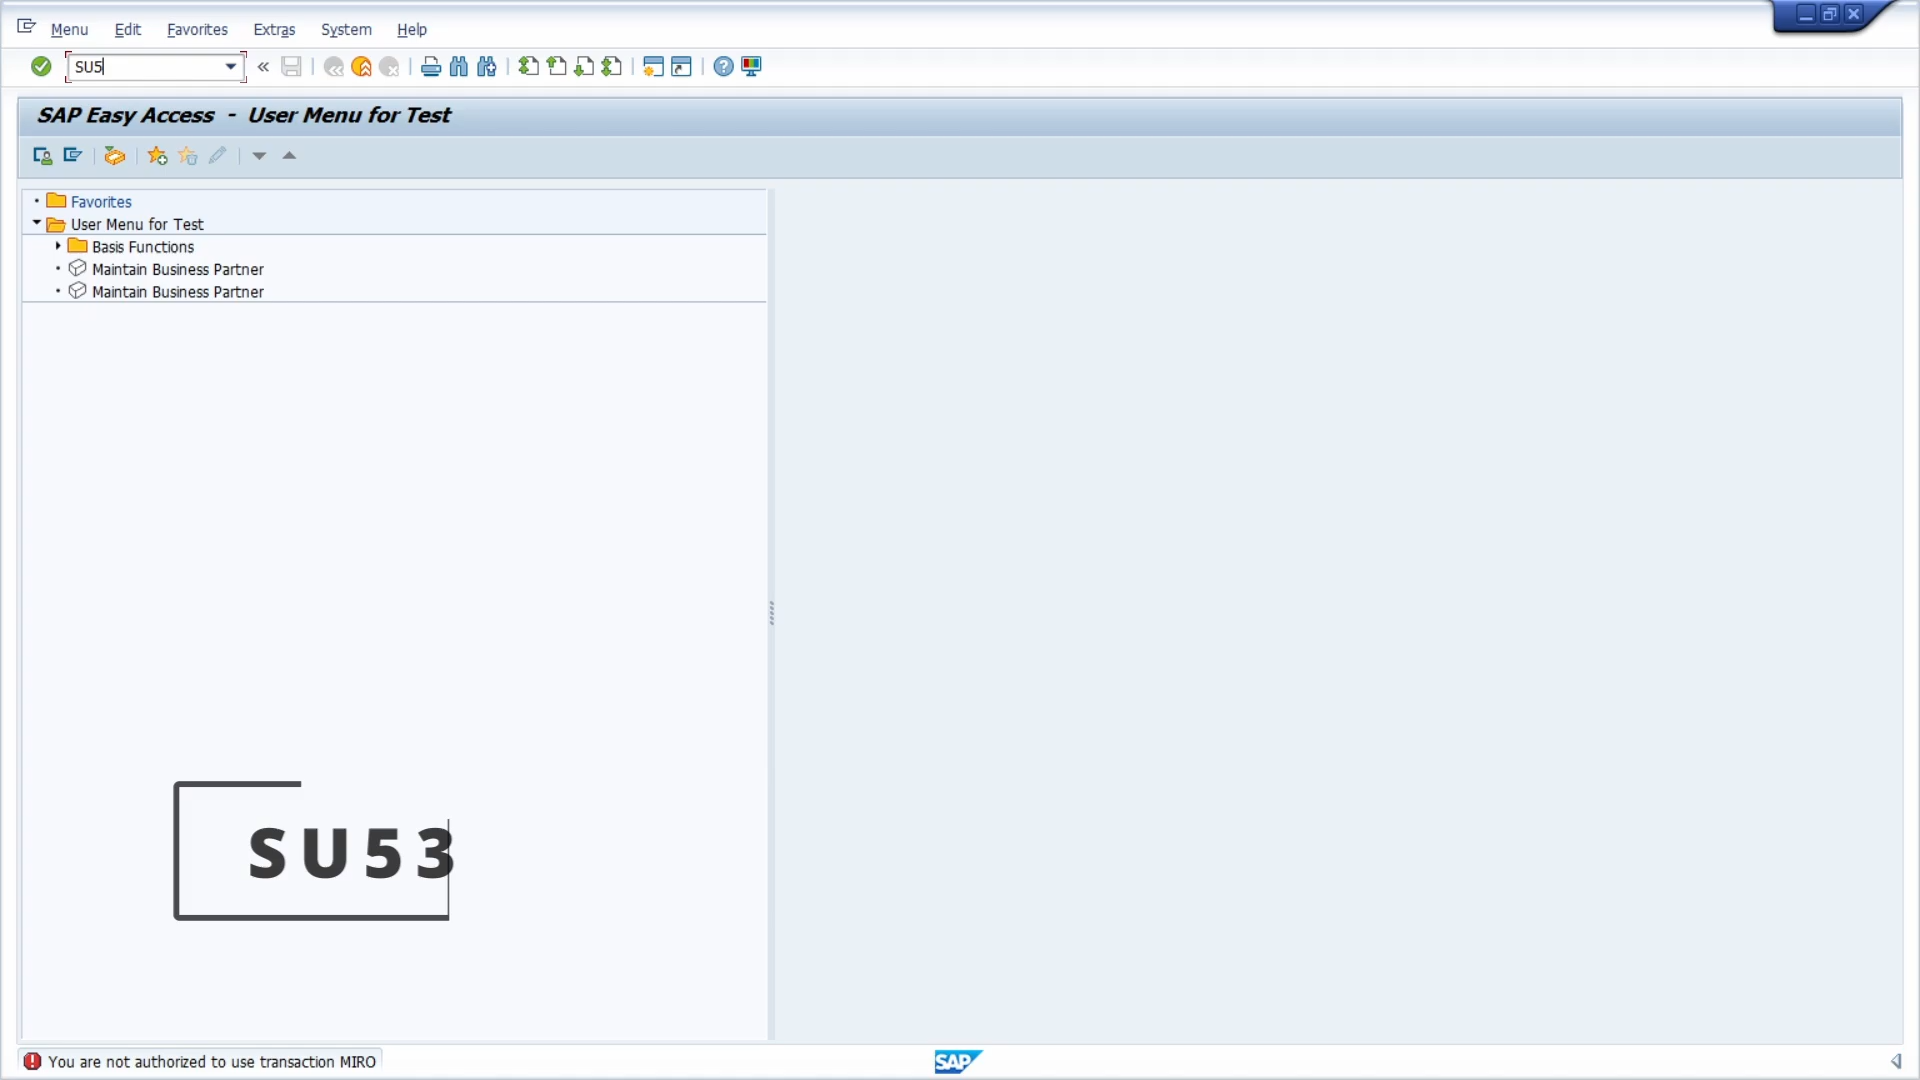 Menu Edit Favorites Extras System Help
SU5
SAP Easy Access - User Menu for Test
Favorites
User Menu for Test
Basis Functions
Maintain Business Partner
Maintain Business Partner
SU53
You are not authorized to use transaction MIRO
SAP